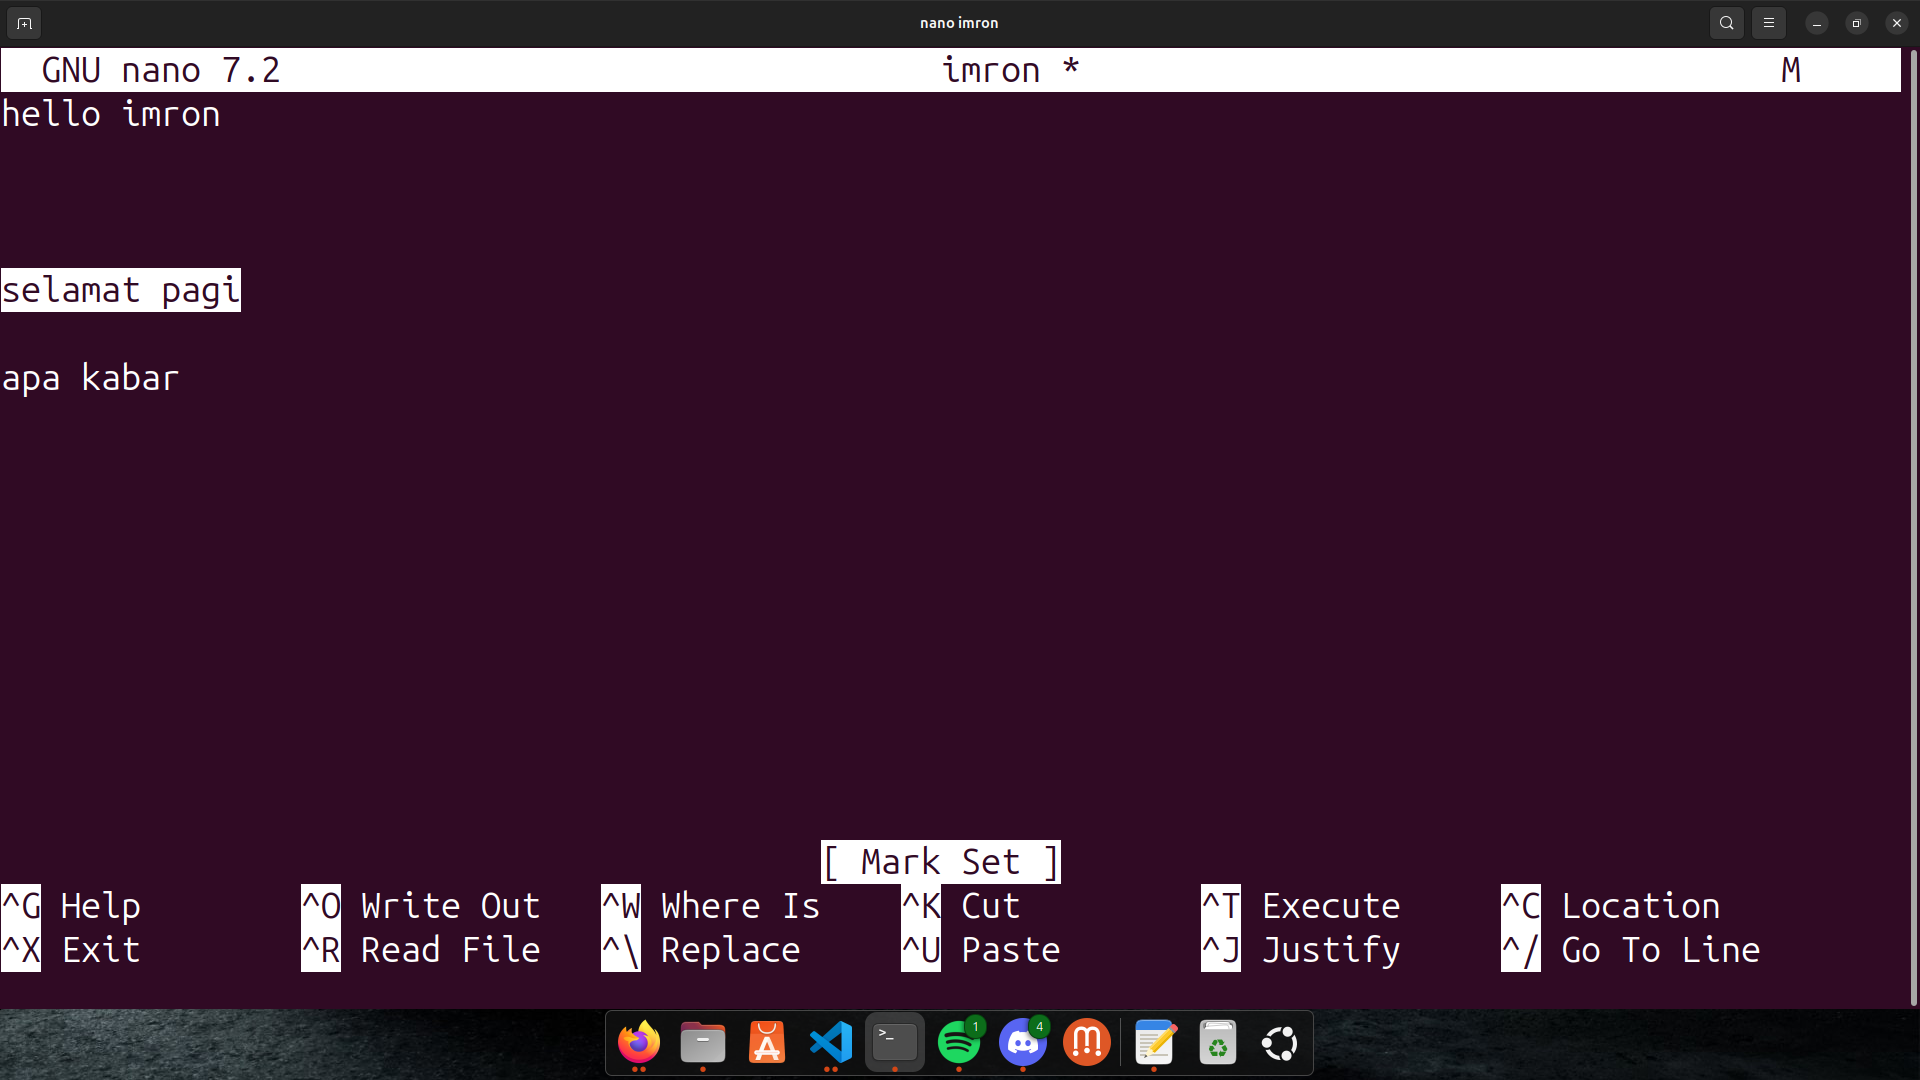 nano imron
GNU nano 7.2 imron * M
hello imron
selamat pagi
apa kabar
[ Mark Set ]
^G Help ^O Write Out ^W Where Is ^K Cut ^T Execute ^C Location
^X Exit ^R Read File ^\ Replace ^U Paste ^J Justify ^/ Go To Line
>_ 1 4